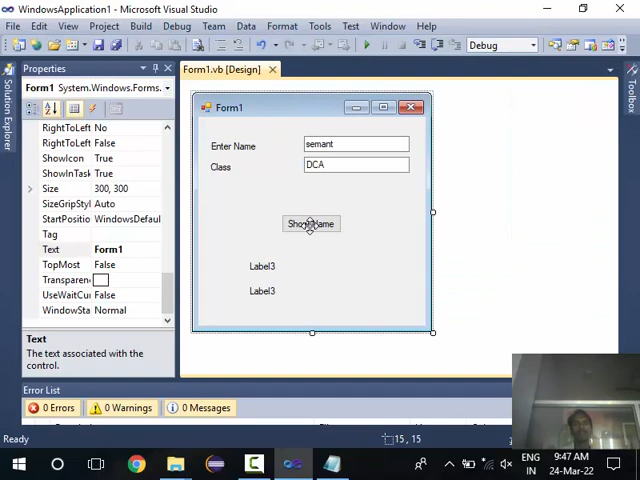 WindowsApplication1 - Microsoft Visual Studio
File Edit View Project Build Debug Team Data Format Tools Test
Window Help
Debug
Properties
Form1 System.Windows.Forms.
RightToLeft No
RightToLeft False
ShowIcon True
ShowInTask True
Size 300, 300
SizeGripStyle Auto
StartPosition WindowsDefaul
Tag
Text Form1
TopMost False
Transparen
UseWaitCu False
WindowSta Normal
Text
The text associated with the
control.
Solution Explorer
Form1.vb [Design]
Form1
Enter Name semant
Class DCA
Show Name
Label3
Label3
Toolbox
Error List
0 Errors 0 Warnings 0 Messages
Ready
15 , 15
ENG 9:47 AM
IN 24-Mar-22